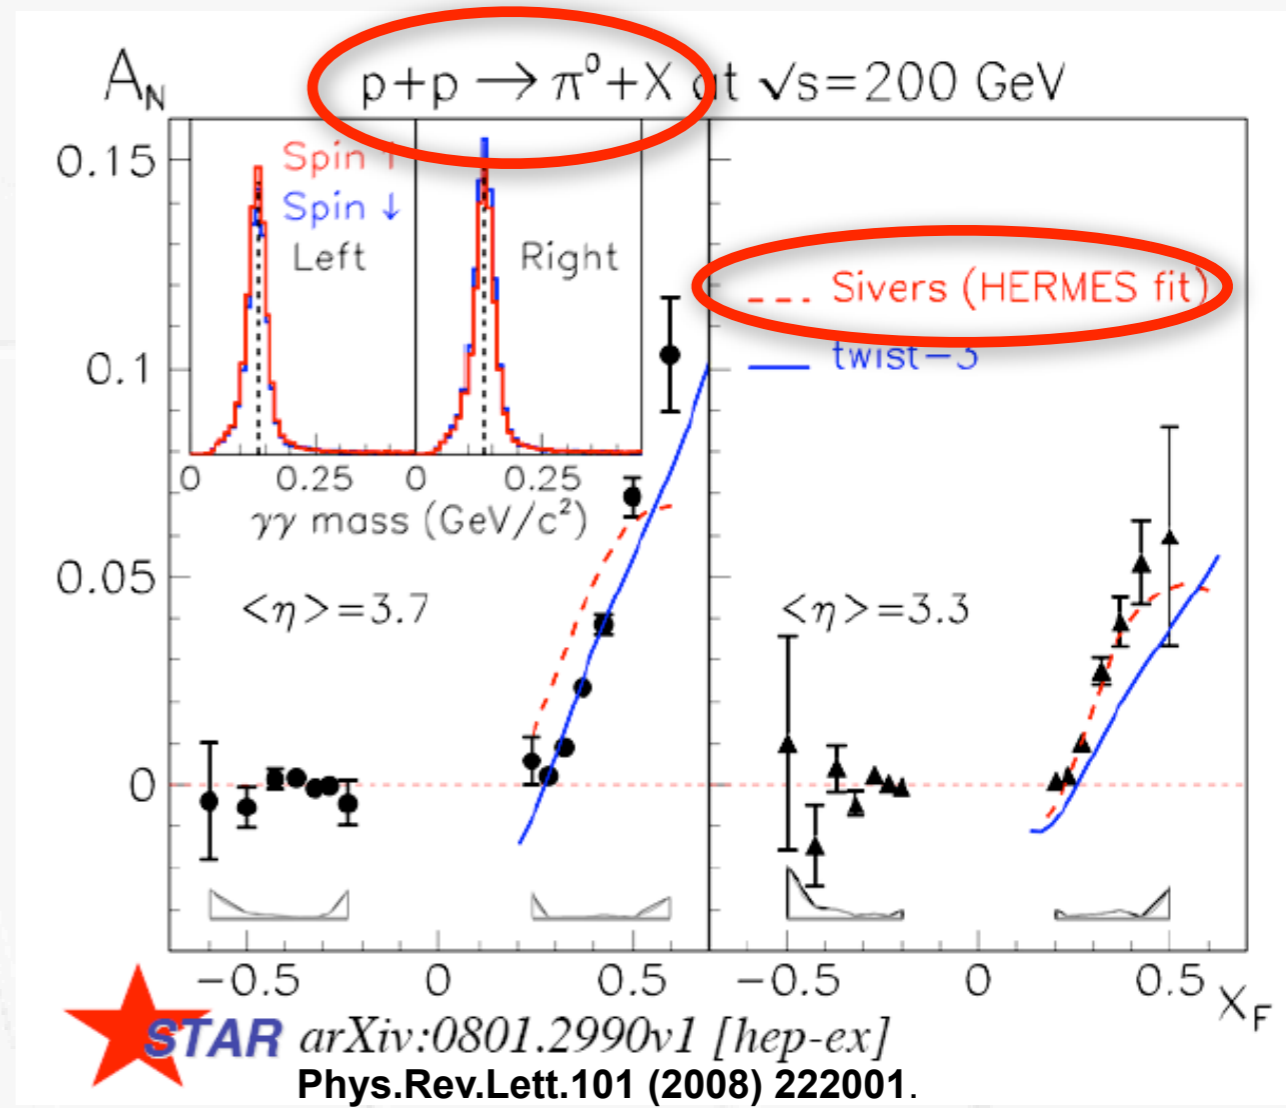 A_N p+p → π⁰+X at √s=200 GeV
0.15
0.1
0.05
0
Spin ↑
Spin ↓
Left
Right
0 0.25 0 0.25
γγ mass (GeV/c²)
Sivers (HERMES fit)
twist-3
<η>=3.7
<η>=3.3
-0.5 0 0.5 -0.5 0 0.5 X_F
STAR arXiv:0801.2990v1 [hep-ex]
Phys.Rev.Lett.101 (2008) 222001.